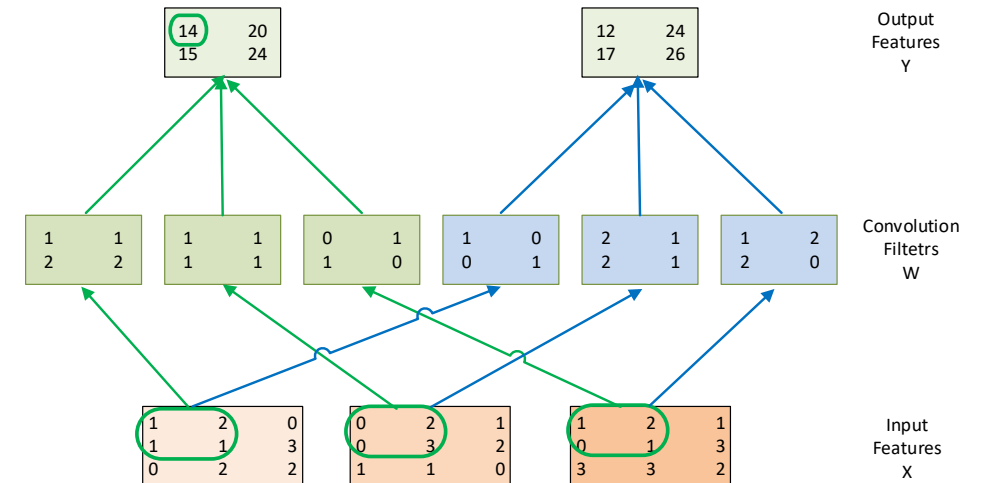 14 20
15 24
12 24
17 26
Output
Features
Y
1 1
2 2
1 1
1 1
0 1
1 0
1 0
0 1
2 1
2 1
1 2
2 0
Convolution
Filtetrs
W
1 2 0
1 1 3
0 2 2
0 2 1
0 3 2
1 1 0
1 2 1
0 1 3
3 3 2
Input
Features
X